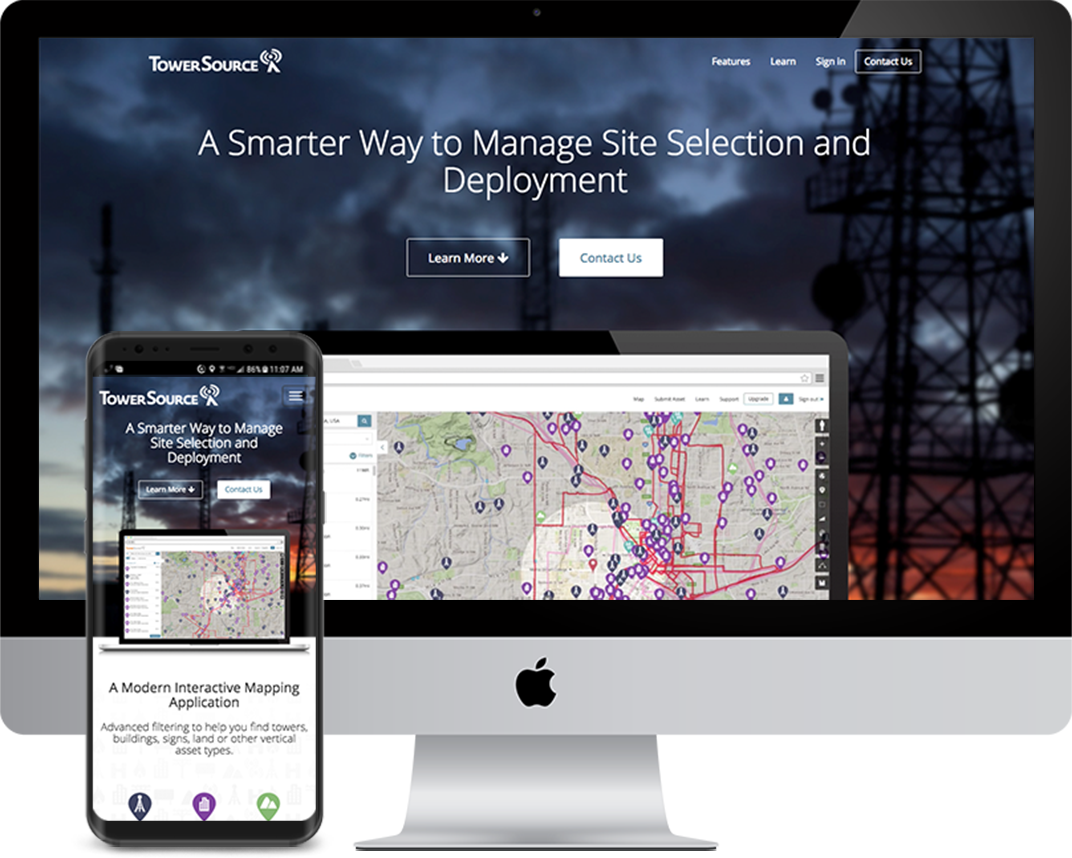 TOWERSOURCE
Features Learn Sign in Contact Us
A Smarter Way to Manage Site Selection and
Deployment
Learn More Contact Us
Map Submit Asset Learn Support Upgrade Sign out
Filters
86% 11:07 AM
TOWERSOURCE
A Smarter Way to Manage
Site Selection and
Deployment
Learn More Contact Us
A Modern Interactive Mapping
Application
Advanced filtering to help you find towers,
buildings, signs, land or other vertical
asset types.